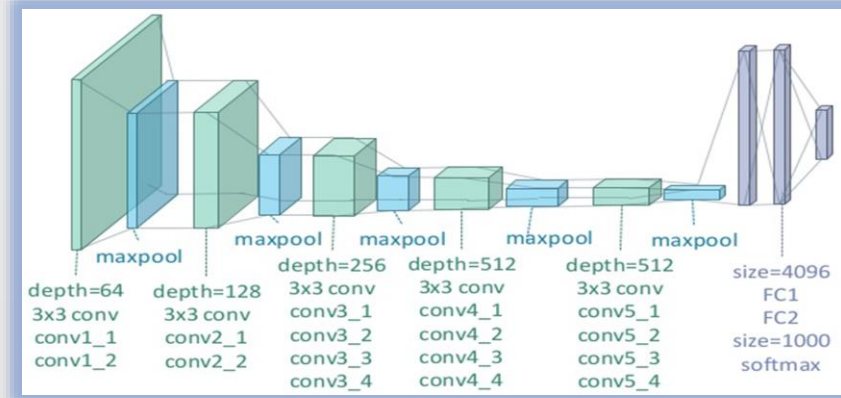 maxpool
maxpool
maxpool
maxpool
maxpool
depth=64
3x3 conv
conv1_1
conv1_2
depth=128
3x3 conv
conv2_1
conv2_2
depth=256
3x3 conv
conv3_1
conv3_2
conv3_3
conv3_4
depth=512
3x3 conv
conv4_1
conv4_2
conv4_3
conv4_4
depth=512
3x3 conv
conv5_1
conv5_2
conv5_3
conv5_4
size=4096
FC1
FC2
size=1000
softmax